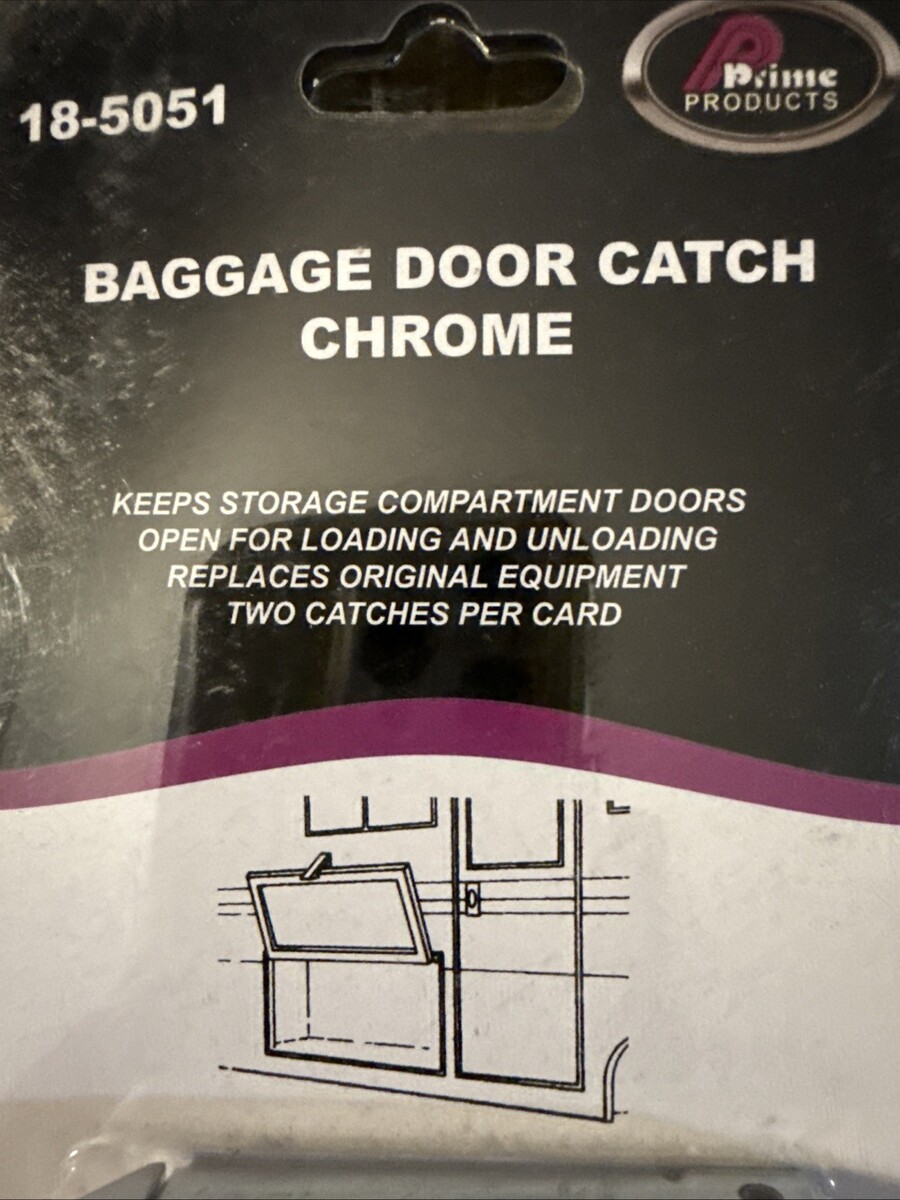 18-5051
Prime
PRODUCTS
BAGGAGE DOOR CATCH
CHROME
KEEPS STORAGE COMPARTMENT DOORS
OPEN FOR LOADING AND UNLOADING
REPLACES ORIGINAL EQUIPMENT
TWO CATCHES PER CARD